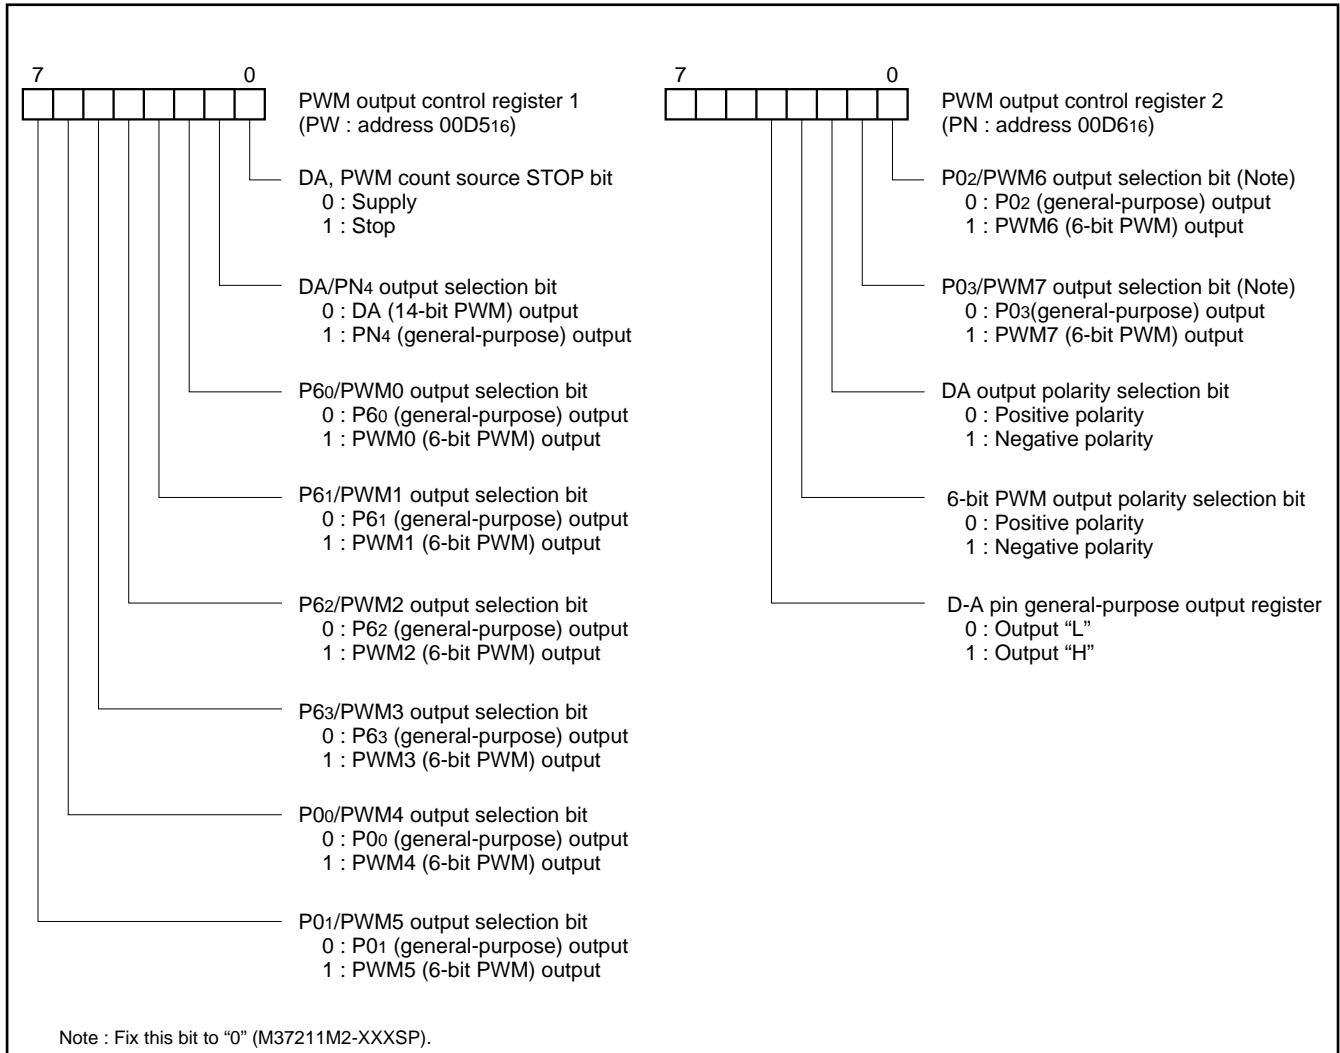 7 0
PWM output control register 1
(PW : address 00D516)
DA, PWM count source STOP bit
0 : Supply
1 : Stop
DA/PN4 output selection bit
0 : DA (14-bit PWM) output
1 : PN4 (general-purpose) output
P60/PWM0 output selection bit
0 : P60 (general-purpose) output
1 : PWM0 (6-bit PWM) output
P61/PWM1 output selection bit
0 : P61 (general-purpose) output
1 : PWM1 (6-bit PWM) output
P62/PWM2 output selection bit
0 : P62 (general-purpose) output
1 : PWM2 (6-bit PWM) output
P63/PWM3 output selection bit
0 : P63 (general-purpose) output
1 : PWM3 (6-bit PWM) output
P00/PWM4 output selection bit
0 : P00 (general-purpose) output
1 : PWM4 (6-bit PWM) output
P01/PWM5 output selection bit
0 : P01 (general-purpose) output
1 : PWM5 (6-bit PWM) output
7 0
PWM output control register 2
(PN : address 00D616)
P02/PWM6 output selection bit (Note)
0 : P02 (general-purpose) output
1 : PWM6 (6-bit PWM) output
P03/PWM7 output selection bit (Note)
0 : P03(general-purpose) output
1 : PWM7 (6-bit PWM) output
DA output polarity selection bit
0 : Positive polarity
1 : Negative polarity
6-bit PWM output polarity selection bit
0 : Positive polarity
1 : Negative polarity
D-A pin general-purpose output register
0 : Output “L”
1 : Output “H”
Note : Fix this bit to “0” (M37211M2-XXXSP).